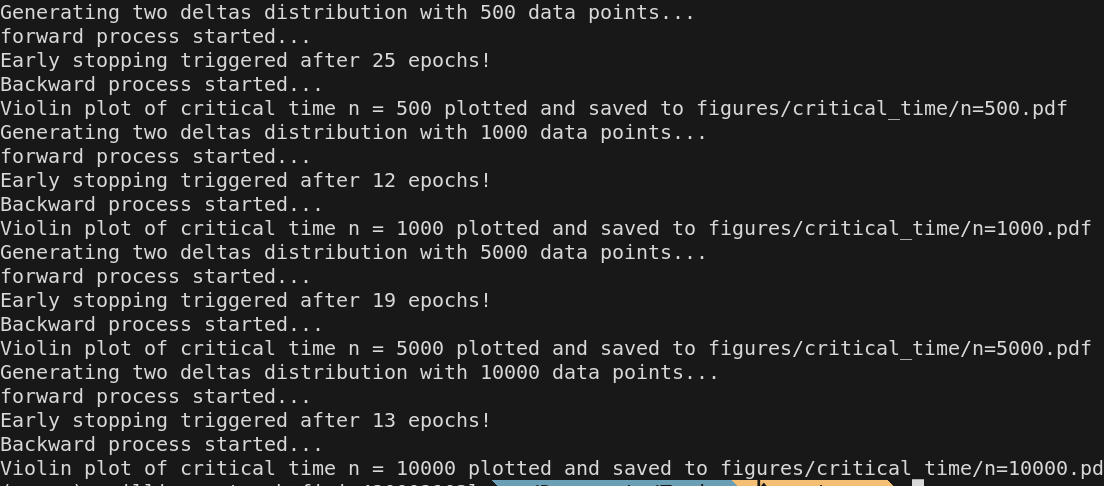 Generating two deltas distribution with 500 data points...
forward process started...
Early stopping triggered after 25 epochs!
Backward process started...
Violin plot of critical time n = 500 plotted and saved to figures/critical_time/n=500.pdf
Generating two deltas distribution with 1000 data points...
forward process started...
Early stopping triggered after 12 epochs!
Backward process started...
Violin plot of critical time n = 1000 plotted and saved to figures/critical_time/n=1000.pdf
Generating two deltas distribution with 5000 data points...
forward process started...
Early stopping triggered after 19 epochs!
Backward process started...
Violin plot of critical time n = 5000 plotted and saved to figures/critical_time/n=5000.pdf
Generating two deltas distribution with 10000 data points...
forward process started...
Early stopping triggered after 13 epochs!
Backward process started...
Violin plot of critical time n = 10000 plotted and saved to figures/critical_time/n=10000.pd